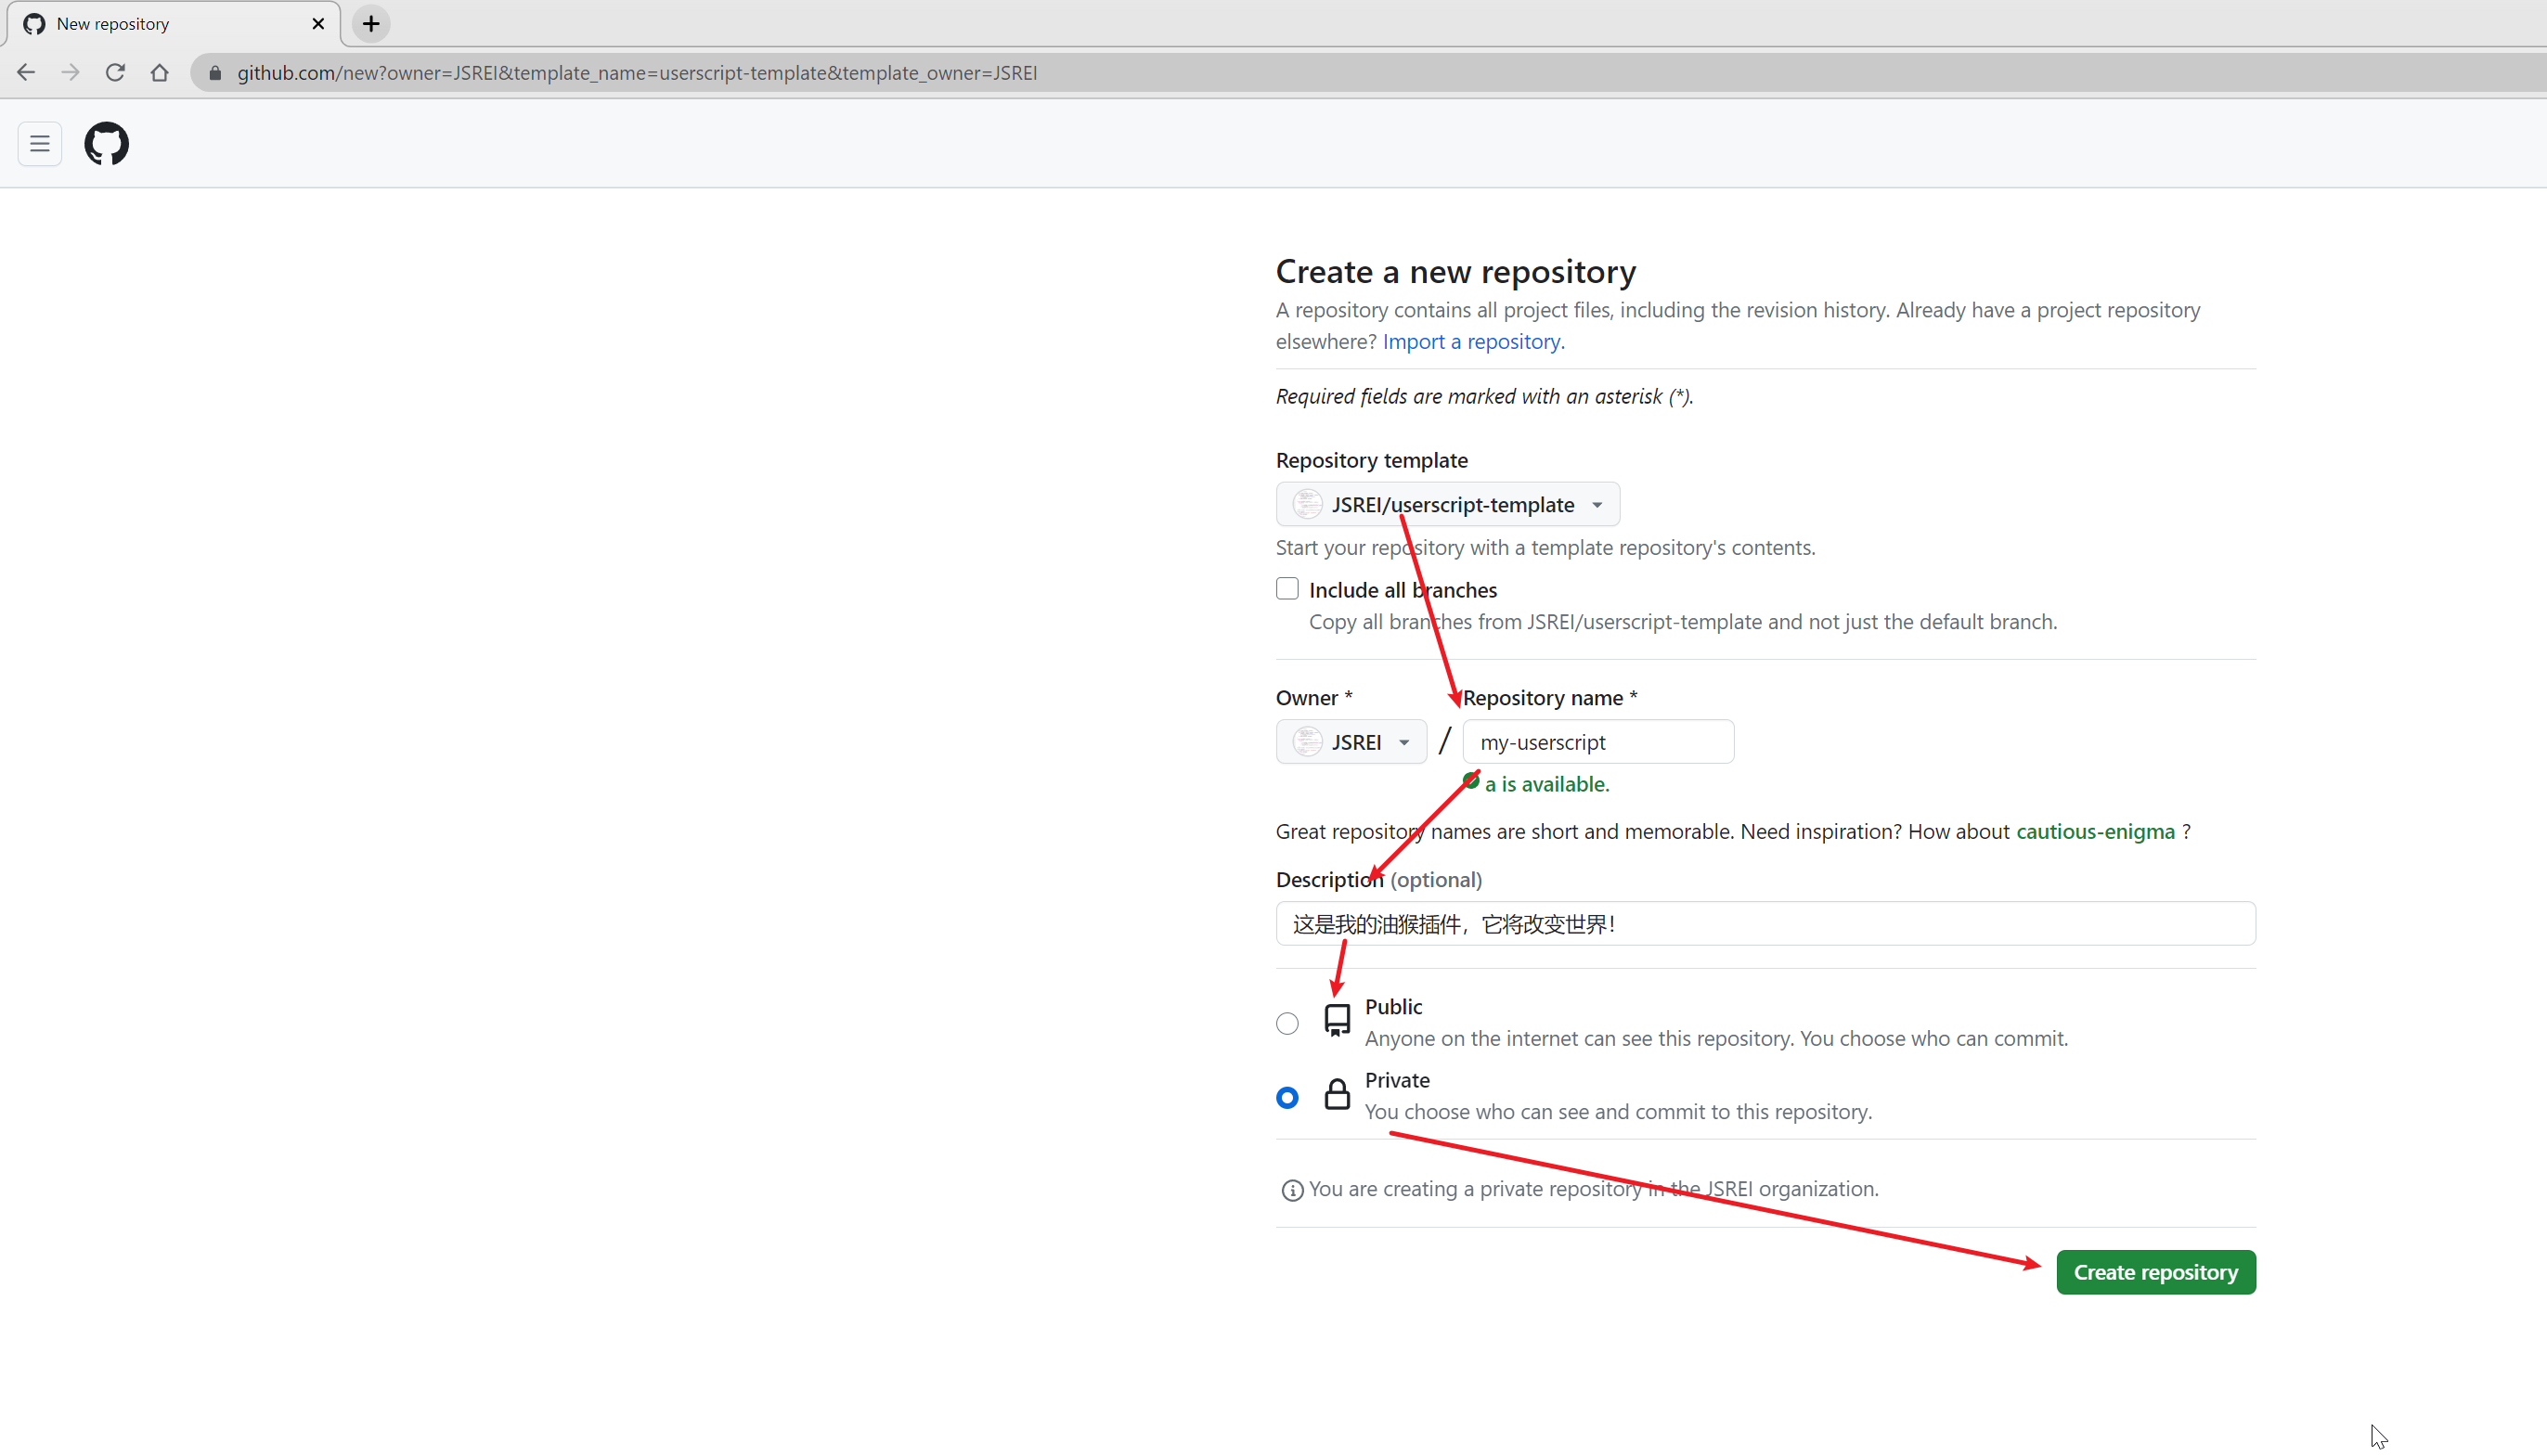 New repository
github.com/new?owner=JSREI&template_name=userscript-template&template_owner=JSREI
Create a new repository
A repository contains all project files, including the revision history. Already have a project repository
elsewhere? Import a repository.
Required fields are marked with an asterisk (*).
Repository template
JSREI/userscript-template
Start your repository with a template repository's contents.
Include all branches
Copy all branches from JSREI/userscript-template and not just the default branch.
Owner * Repository name *
JSREI / my-userscript
a is available.
Great repository names are short and memorable. Need inspiration? How about cautious-enigma ?
Description (optional)
这是我的油猴插件，它将改变世界！
Public
Anyone on the internet can see this repository. You choose who can commit.
Private
You choose who can see and commit to this repository.
You are creating a private repository in the JSREI organization.
Create repository